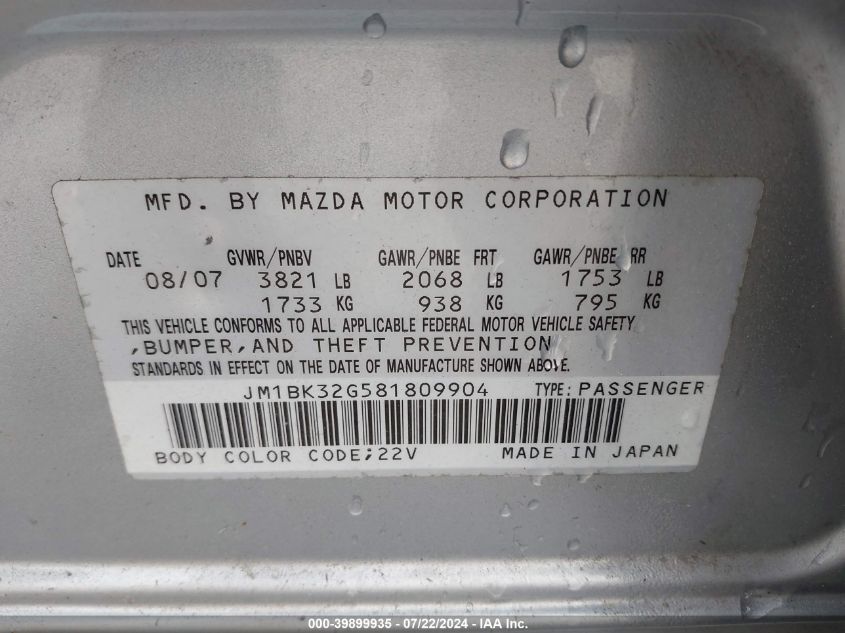 MFD. BY MAZDA MOTOR CORPORATION
DATE GVWR/PNBV GAWR/PNBE FRT GAWR/PNBE RR
08/07 3821 LB 2068 LB 1753 LB
1733 KG 938 KG 795 KG
THIS VEHICLE CONFORMS TO ALL APPLICABLE FEDERAL MOTOR VEHICLE SAFETY
,BUMPER,AND THEFT PREVENTION
STANDARDS IN EFFECT ON THE DATE OF MANUFACTURE SHOWN ABOVE.
JM1BK32G581809904 TYPE: PASSENGER
BODY COLOR CODE;22V MADE IN JAPAN
000-39899935 - 07/22/2024 - IAA Inc.